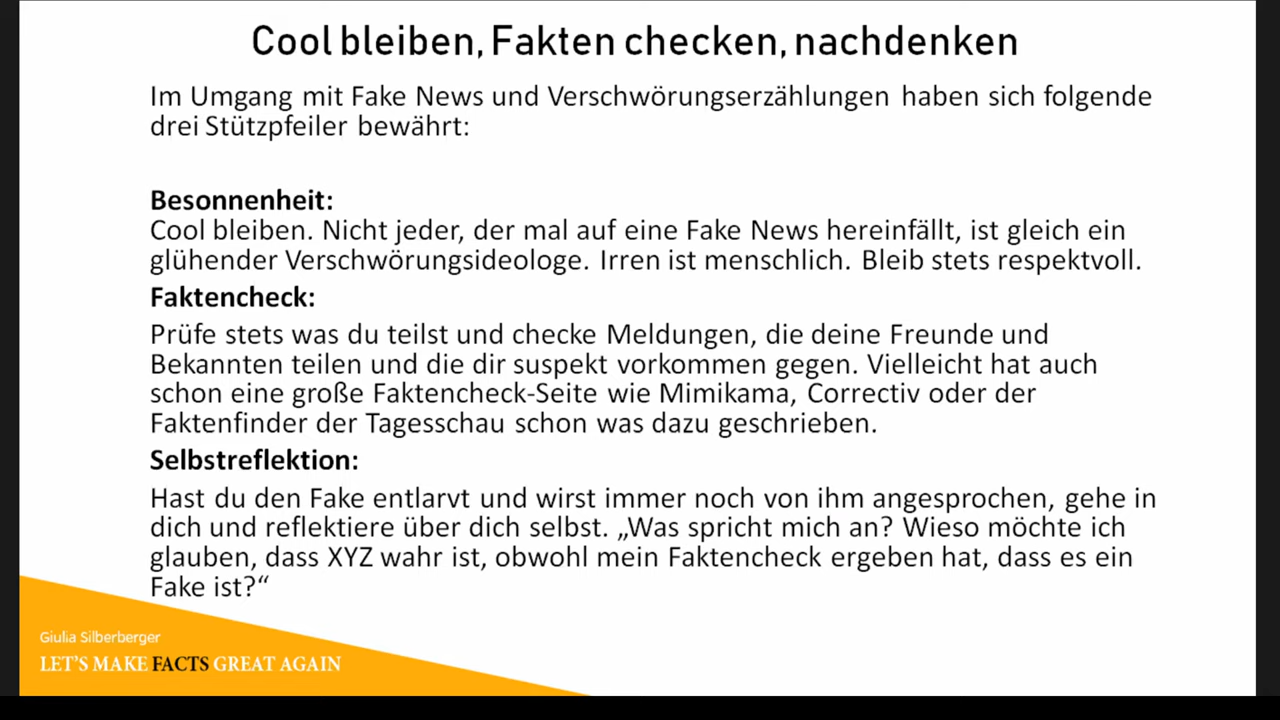 Cool bleiben, Fakten checken, nachdenken
Im Umgang mit Fake News und Verschwörungserzählungen haben sich folgende
drei Stützpfeiler bewährt:
Besonnenheit:
Cool bleiben. Nicht jeder, der mal auf eine Fake News hereinfällt, ist gleich ein
glühender Verschwörungsideologe. Irren ist menschlich. Bleib stets respektvoll.
Faktencheck:
Prüfe stets was du teilst und checke Meldungen, die deine Freunde und
Bekannten teilen und die dir suspekt vorkommen gegen. Vielleicht hat auch
schon eine große Faktencheck-Seite wie Mimikama, Correctiv oder der
Faktenfinder der Tagesschau schon was dazu geschrieben.
Selbstreflektion:
Hast du den Fake entlarvt und wirst immer noch von ihm angesprochen, gehe in
dich und reflektiere über dich selbst. „Was spricht mich an? Wieso möchte ich
glauben, dass XYZ wahr ist, obwohl mein Faktencheck ergeben hat, dass es ein
Fake ist?“
Giulia Silberberger
LET'S MAKE FACTS GREAT AGAIN